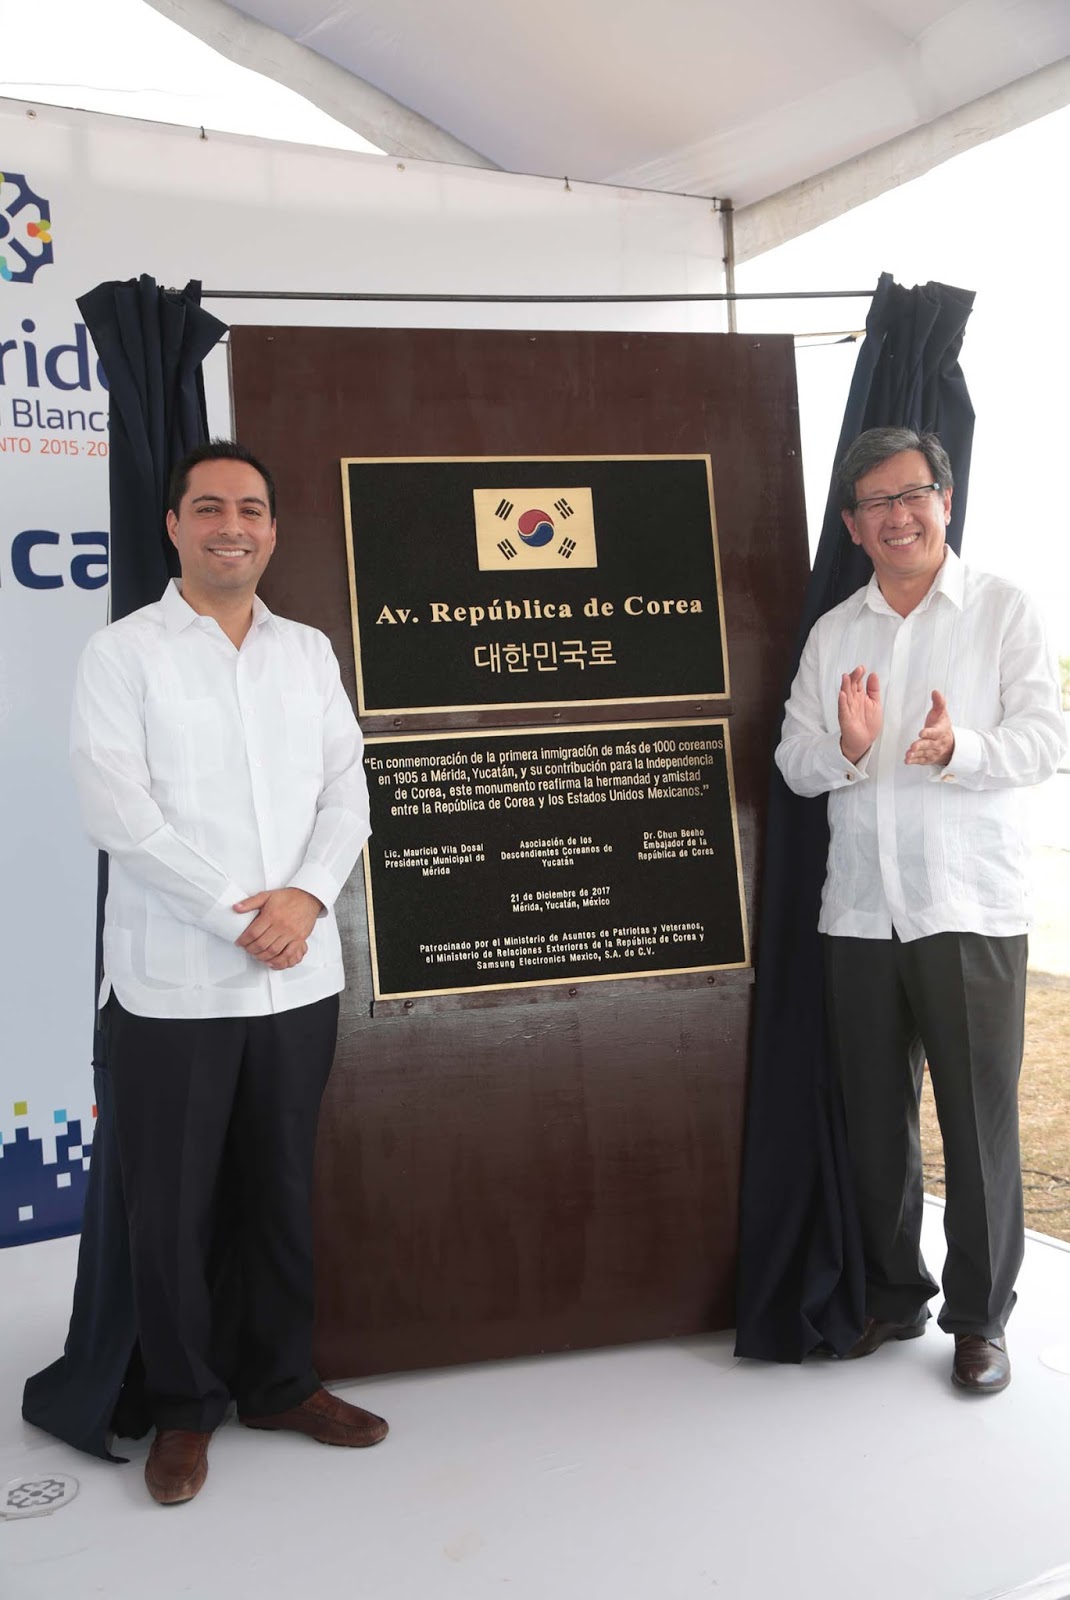 Blanca
2015-20
Av. República de Corea
대한민국로
“En conmemoración de la primera inmigración de más de 1000 coreanos
en 1905 a Mérida, Yucatán, y su contribución para la Independencia
de Corea, este monumento reafirma la hermandad y amistad
entre la República de Corea y los Estados Unidos Mexicanos.”
Lic. Mauricio Vila Dosal
Presidente Municipal de
Mérida
Asociación de los
Descendientes Coreanos de
Yucatán
Dr. Chun Beeho
Embajador de la
República de Corea
21 de Diciembre de 2017
Mérida, Yucatán, México
Patrocinado por el Ministerio de Asuntos de Patriotas y Veteranos,
el Ministerio de Relaciones Exteriores de la República de Corea y
Samsung Electronics Mexico, S.A. de C.V.